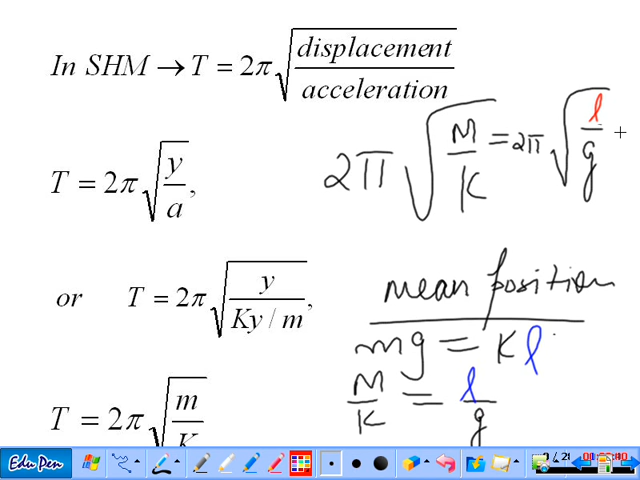 In SHM → T = 2π √(displacement / acceleration)
2π √(M / K) = 2π √(l / g)
T = 2π √(y / a),
mean position
or T = 2π √(y / (Ky / m)),
mg = Kl
M / K = l / g
T = 2π √(m / K)
Edu Pen